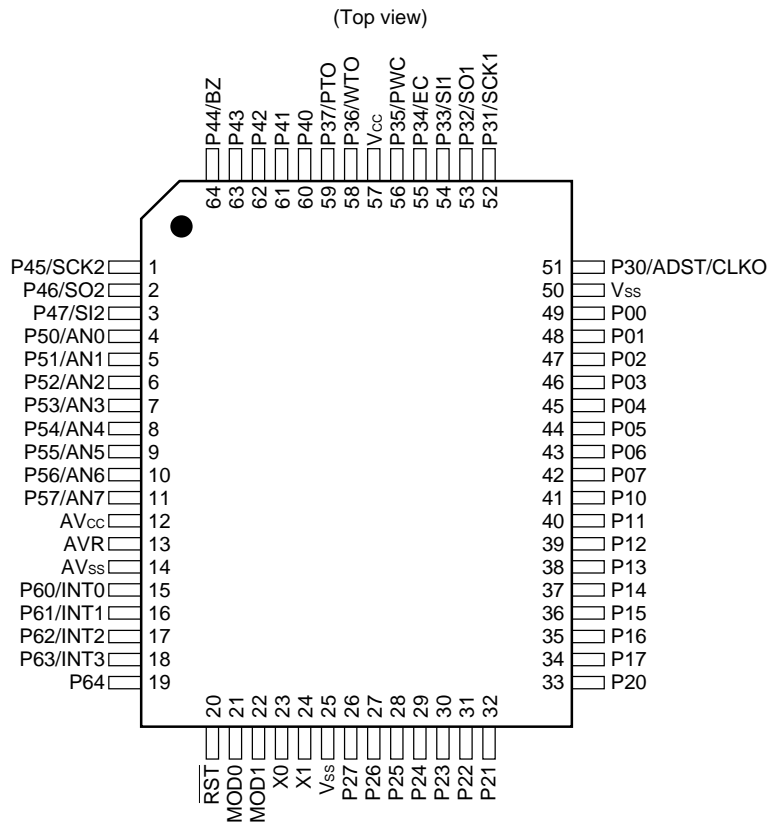 (Top view)
P44/BZ
P43
P42
P41
P40
P37/PTO
P36/WTO
Vcc
P35/PWC
P34/EC
P33/SI1
P32/SO1
P31/SCK1
64
63
62
61
60
59
58
57
56
55
54
53
52
P45/SCK2 1
P46/SO2 2
P47/SI2 3
P50/AN0 4
P51/AN1 5
P52/AN2 6
P53/AN3 7
P54/AN4 8
P55/AN5 9
P56/AN6 10
P57/AN7 11
AVcc 12
AVR 13
AVss 14
P60/INT0 15
P61/INT1 16
P62/INT2 17
P63/INT3 18
P64 19
51 P30/ADST/CLKO
50 Vss
49 P00
48 P01
47 P02
46 P03
45 P04
44 P05
43 P06
42 P07
41 P10
40 P11
39 P12
38 P13
37 P14
36 P15
35 P16
34 P17
33 P20
20
21
22
23
24
25
26
27
28
29
30
31
32
RST
MOD0
MOD1
X0
X1
Vss
P27
P26
P25
P24
P23
P22
P21